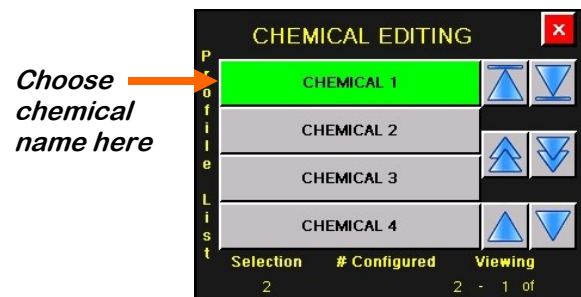 CHEMICAL EDITING
Profile List
Choose
chemical
name here
CHEMICAL 1
CHEMICAL 2
CHEMICAL 3
CHEMICAL 4
Selection # Configured Viewing
2 2 - 1 of